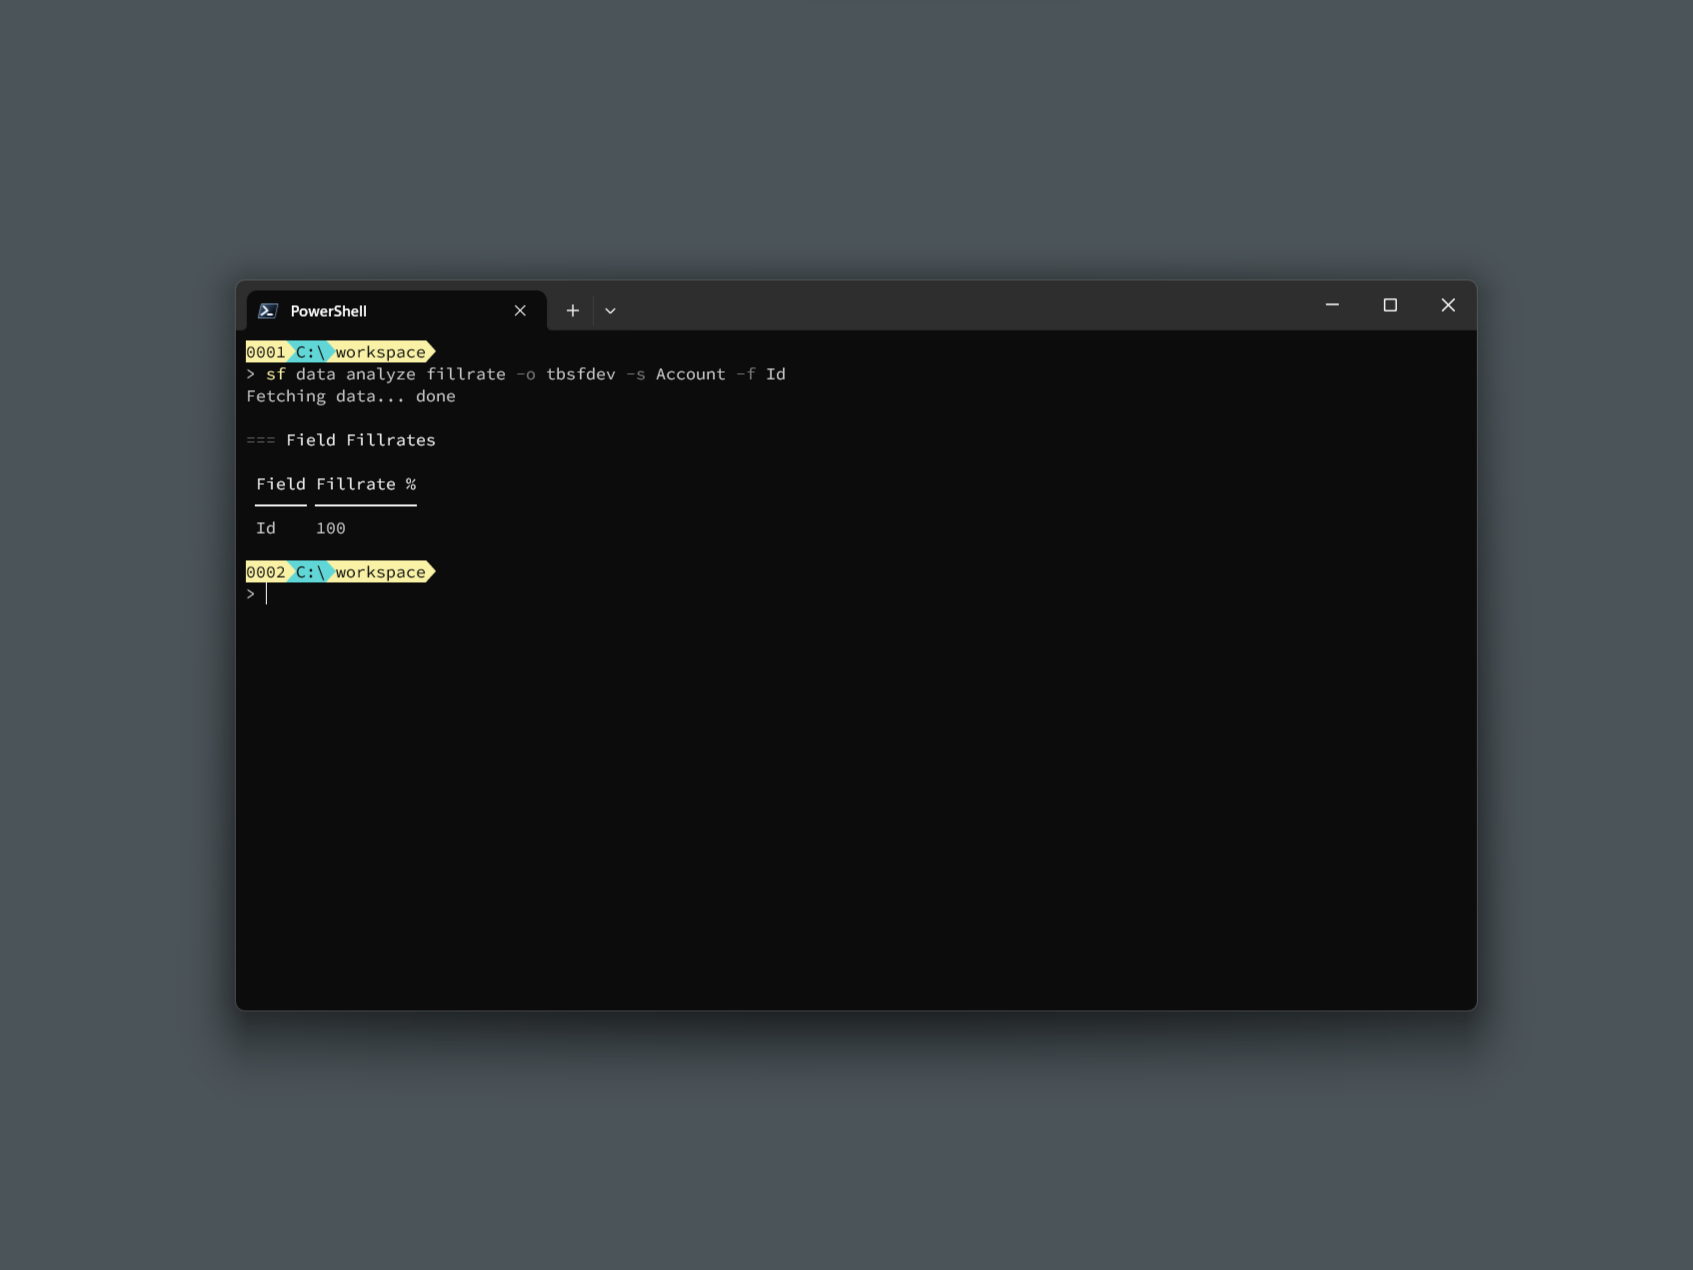 PowerShell
0001 C:\ workspace
> sf data analyze fillrate -o tbsfdev -s Account -f Id
Fetching data... done
=== Field Fillrates
Field Fillrate %
Id 100
0002 C:\ workspace
>